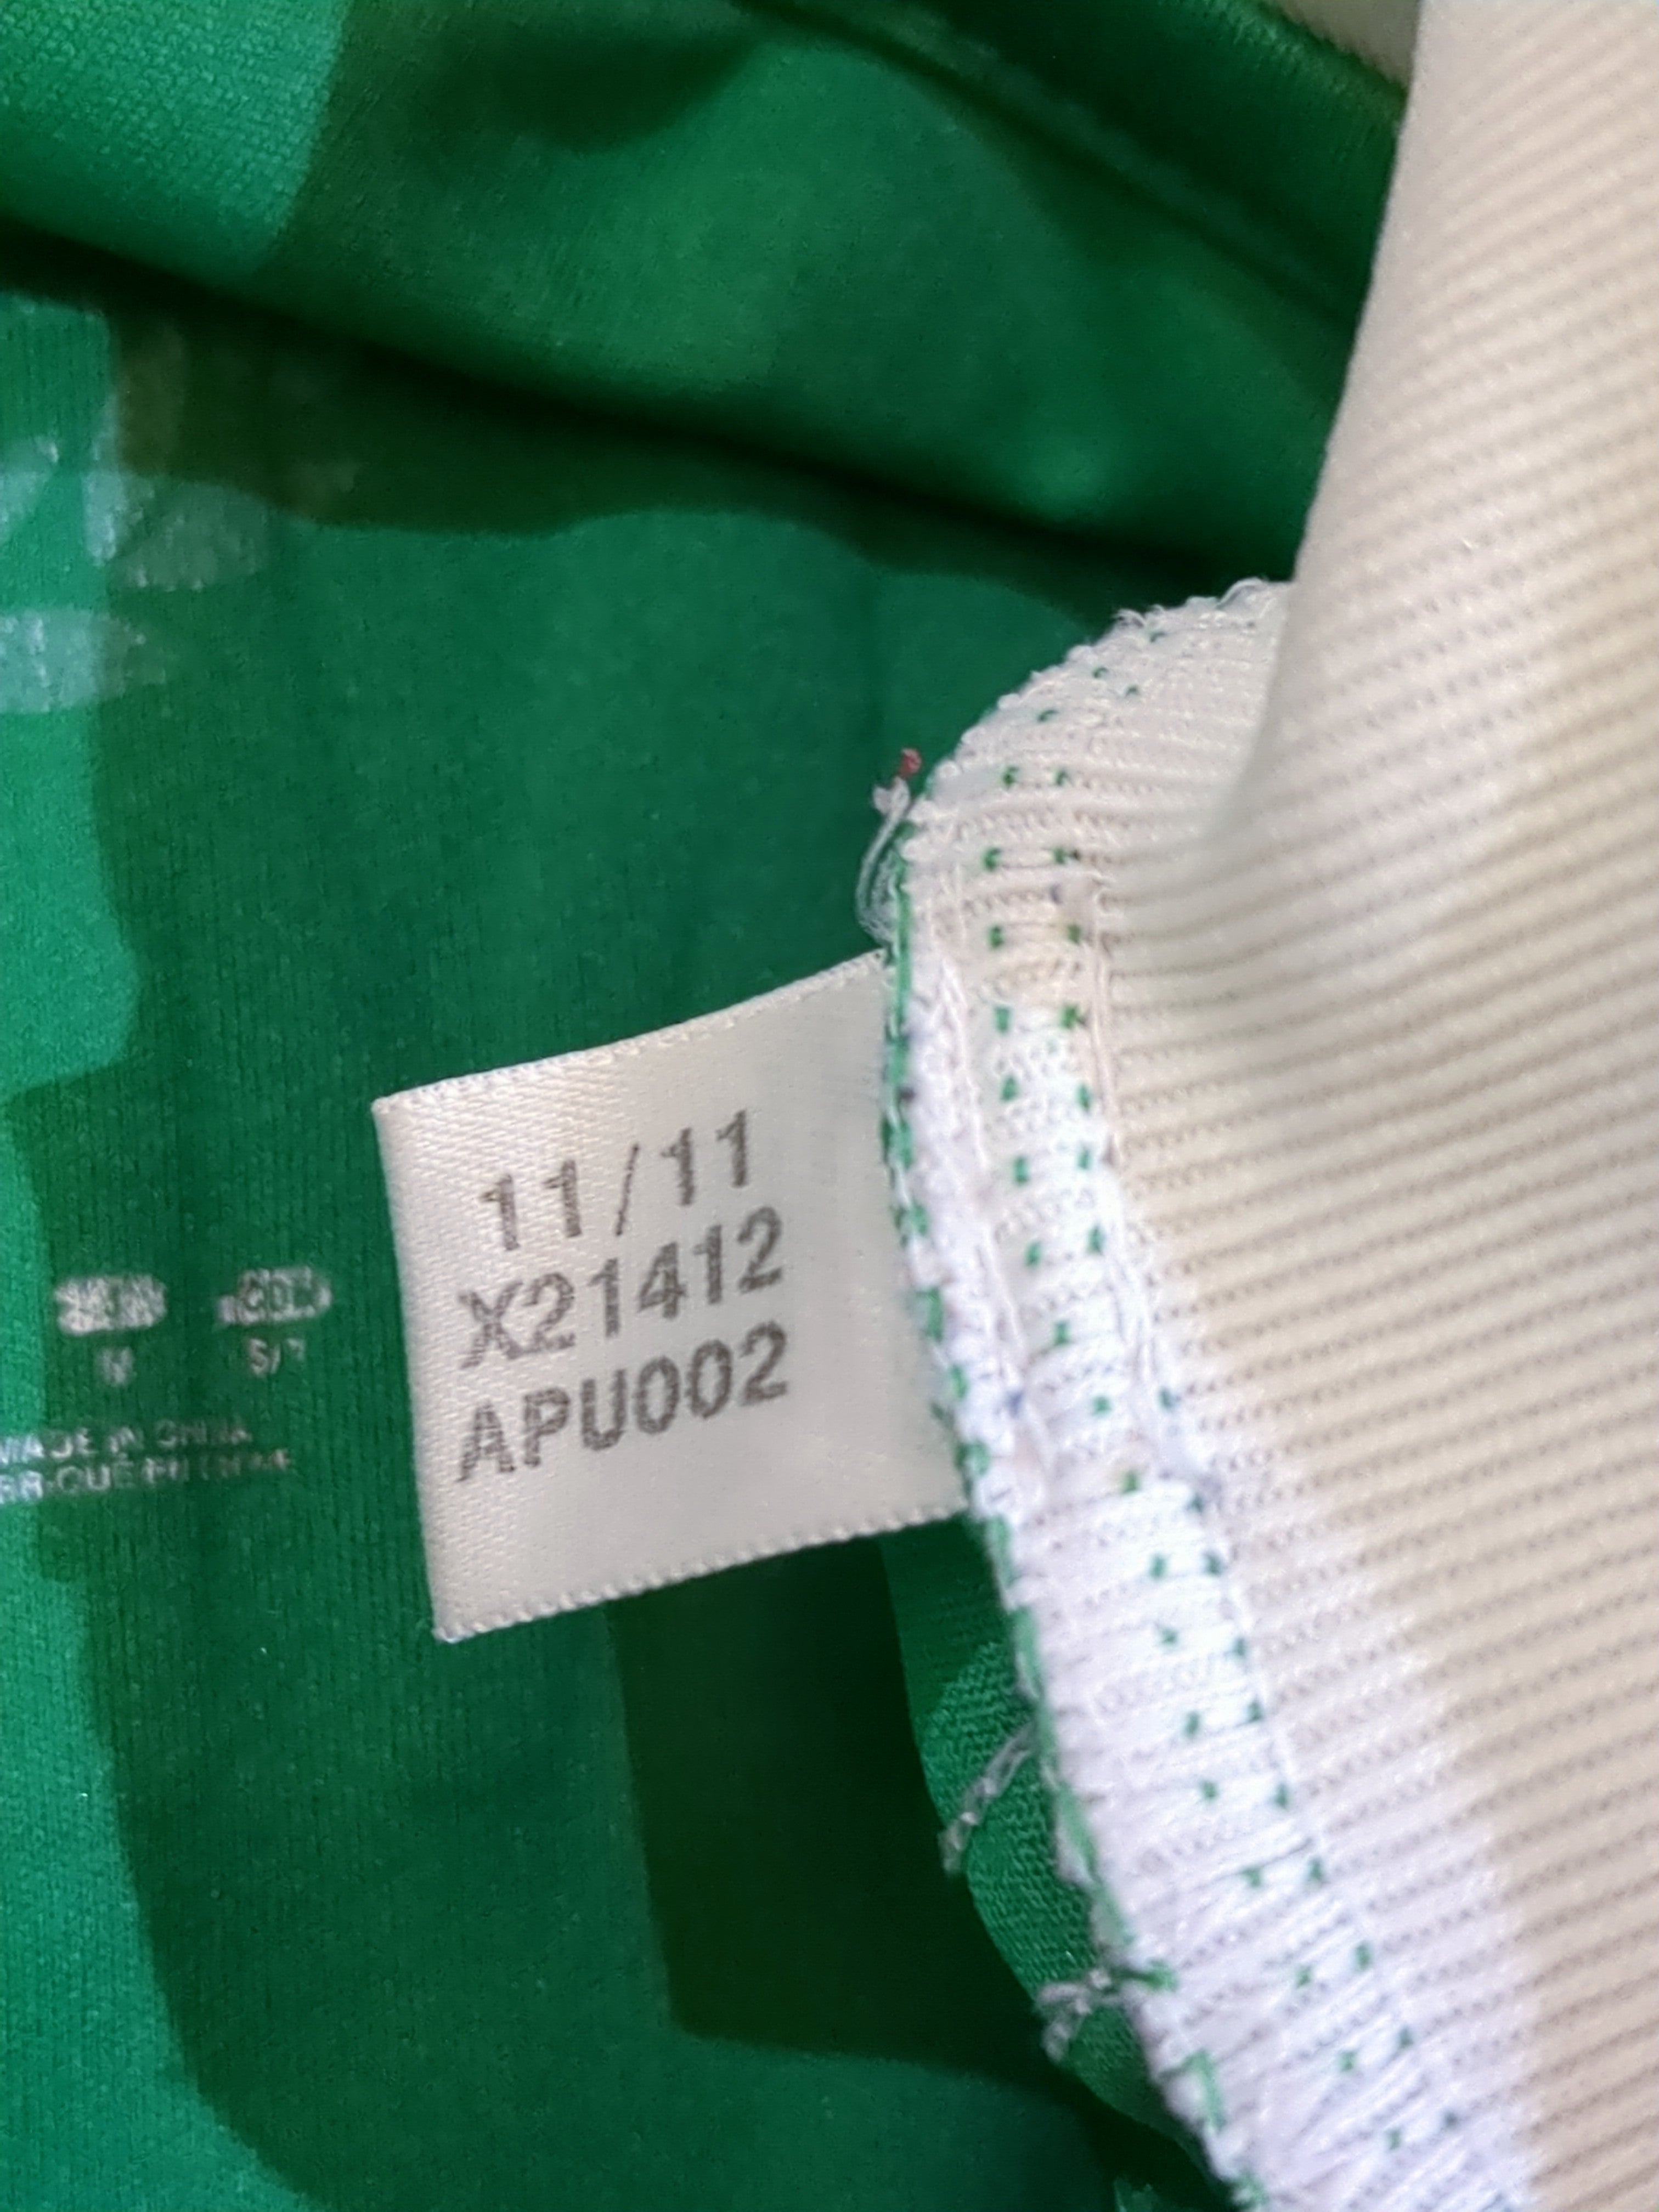 11/11
X21412
APU002
M
S/
MADE IN CHINA